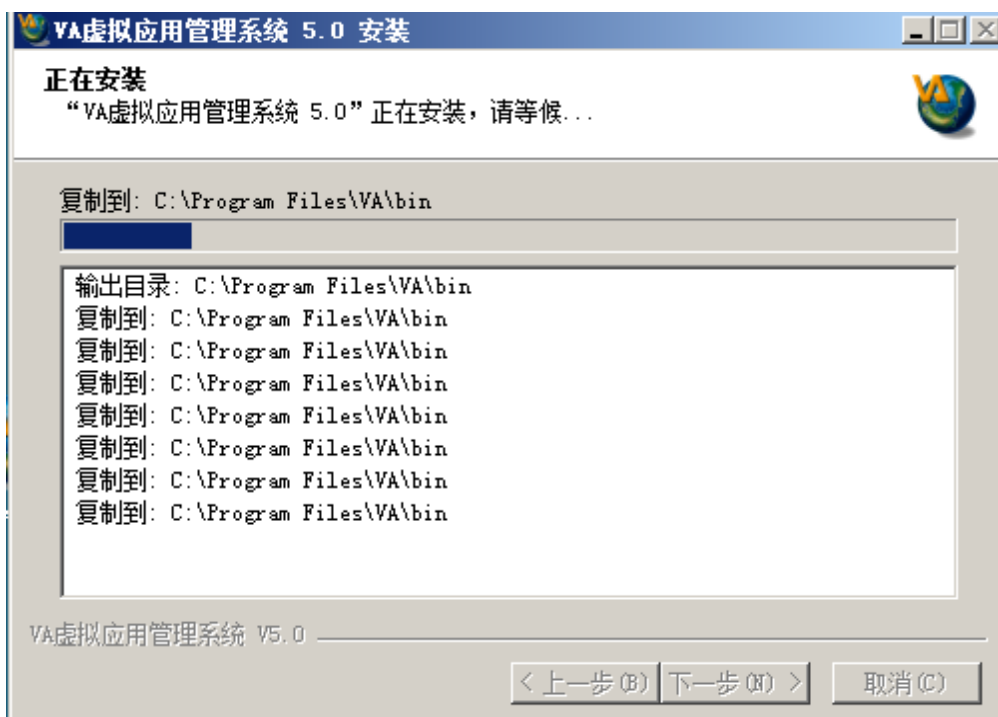 VA虚拟应用管理系统 5.0 安装
正在安装
“VA虚拟应用管理系统 5.0”正在安装，请等候...
VA
复制到: C:\Program Files\VA\bin
输出目录: C:\Program Files\VA\bin
复制到: C:\Program Files\VA\bin
复制到: C:\Program Files\VA\bin
复制到: C:\Program Files\VA\bin
复制到: C:\Program Files\VA\bin
复制到: C:\Program Files\VA\bin
复制到: C:\Program Files\VA\bin
复制到: C:\Program Files\VA\bin
VA虚拟应用管理系统 V5.0
< 上一步(B) 下一步(N) > 取消(C)